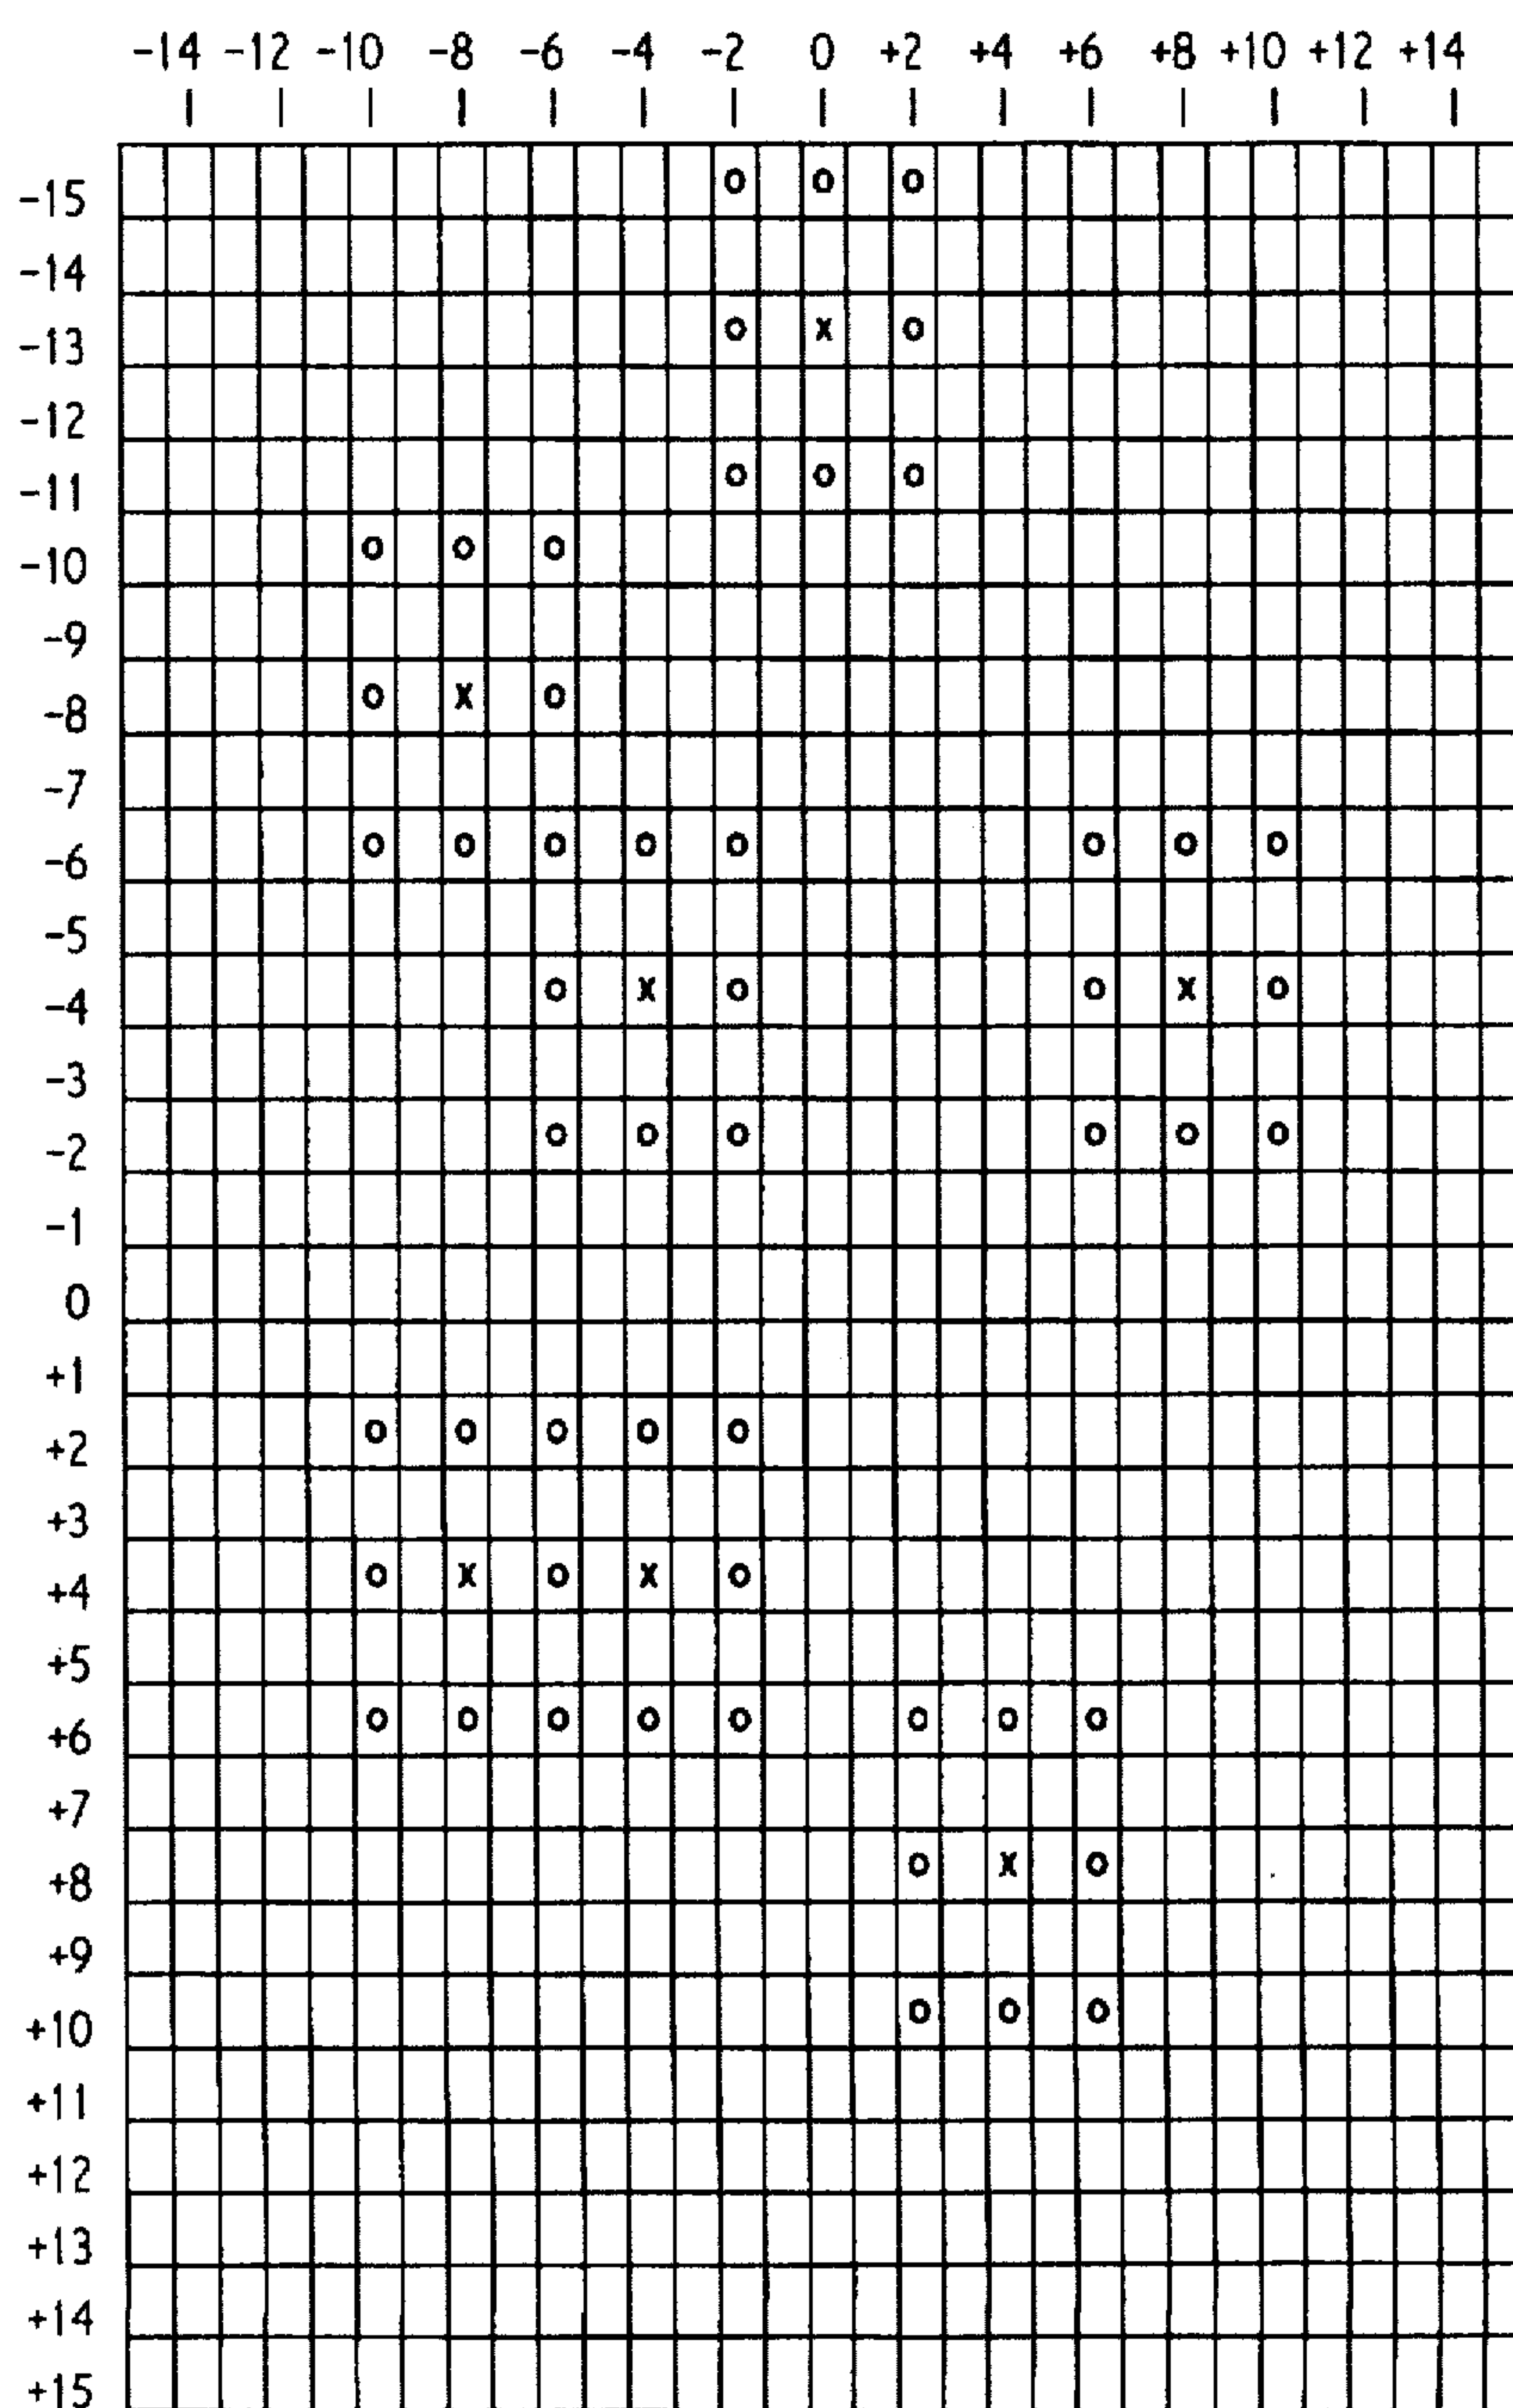 -14 -12 -10 -8 -6 -4 -2 0 +2 +4 +6 +8 +10 +12 +14
-15 o o o
-14
-13 o x o
-12
-11 o o o
-10 o o o
-9
-8 o x o
-7
-6 o o o o o o o o
-5
-4 o x o o x o
-3
-2 o o o o o o
-1
0
+1
+2 o o o o o
+3
+4 o x o x o
+5
+6 o o o o o o o o
+7
+8 o x o
+9
+10 o o o
+11
+12
+13
+14
+15